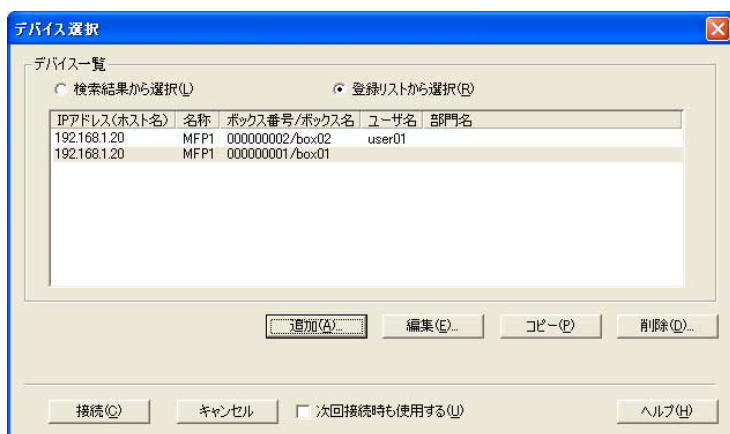 デバイス選択
デバイス一覧
検索結果から選択(L) 登録リストから選択(R)
IPアドレス(ホスト名) 名称 ボックス番号/ボックス名 ユーザ名 部門名
192.168.1.20 MFP1 000000002/box02 user01
192.168.1.20 MFP1 000000001/box01
追加(A)... 編集(E)... コピー(P) 削除(D)...
接続(C) キャンセル 次回接続時も使用する(U) ヘルプ(H)